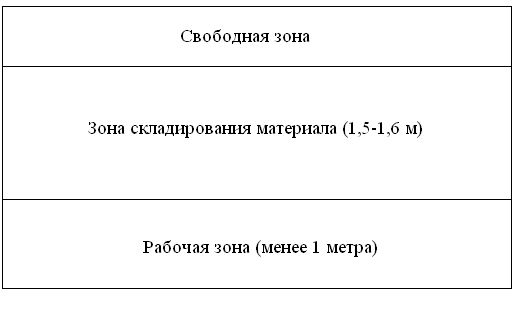 Свободная зона
Зона складирования материала (1,5-1,6 м)
Рабочая зона (менее 1 метра)